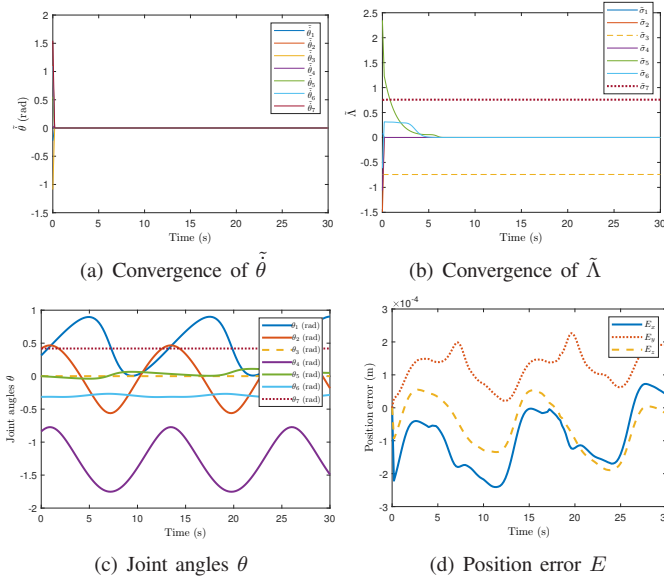 2
1.5
1
0.5
0
-0.5
-1
-1.5
θ̃̇ (rad)
0 5 10 15 20 25 30
Time (s)
θ̃̇₁
θ̃̇₂
θ̃̇₃
θ̃̇₄
θ̃̇₅
θ̃̇₆
θ̃̇₇
(a) Convergence of θ̃̇
2.5
2
1.5
1
0.5
0
-0.5
-1
1.5
Λ̃
0 5 10 15 20 25 30
Time (s)
σ̃₁
σ̃₂
σ̃₃
σ̃₄
σ̃₅
σ̃₆
σ̃₇
(b) Convergence of Λ̃
1
0.5
0
-0.5
-1
-1.5
-2
Joint angles θ
0 5 10 15 20 25 30
Time (s)
θ₁ (rad)
θ₂ (rad)
θ₃ (rad)
θ₄ (rad)
θ₅ (rad)
θ₆ (rad)
θ₇ (rad)
(c) Joint angles θ
×10⁻⁴
3
2
1
0
-1
-2
-3
Position error (m)
0 5 10 15 20 25 30
Time (s)
Eₓ
E_y
E_z
(d) Position error E